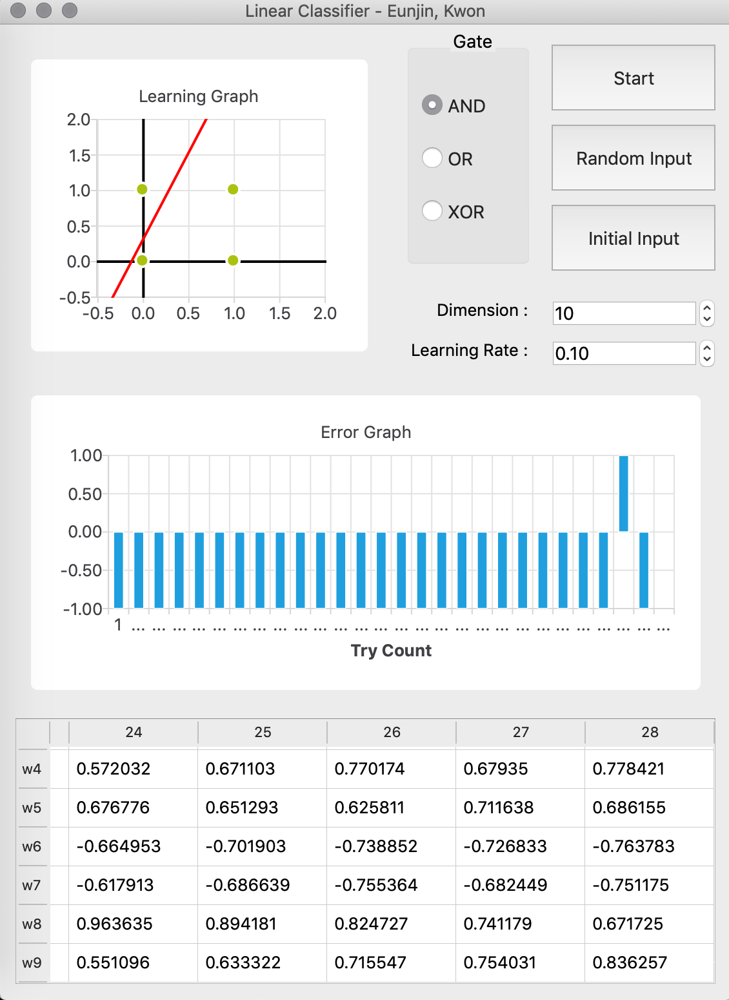 Linear Classifier - Eunjin, Kwon
Learning Graph
2.0
1.5
1.0
0.5
0.0
-0.5
-0.5 0.0 0.5 1.0 1.5 2.0
Gate
AND
OR
XOR
Start
Random Input
Initial Input
Dimension : 10
Learning Rate : 0.10
Error Graph
1.00
0.50
0.00
-0.50
-1.00
1 ... ... ... ... ... ... ... ... ... ... ... ... ... ... ... ... ... ... ... ... ... ... ... ... ... ... ...
Try Count
24 25 26 27 28
w4 0.572032 0.671103 0.770174 0.67935 0.778421
w5 0.676776 0.651293 0.625811 0.711638 0.686155
w6 -0.664953 -0.701903 -0.738852 -0.726833 -0.763783
w7 -0.617913 -0.686639 -0.755364 -0.682449 -0.751175
w8 0.963635 0.894181 0.824727 0.741179 0.671725
w9 0.551096 0.633322 0.715547 0.754031 0.836257